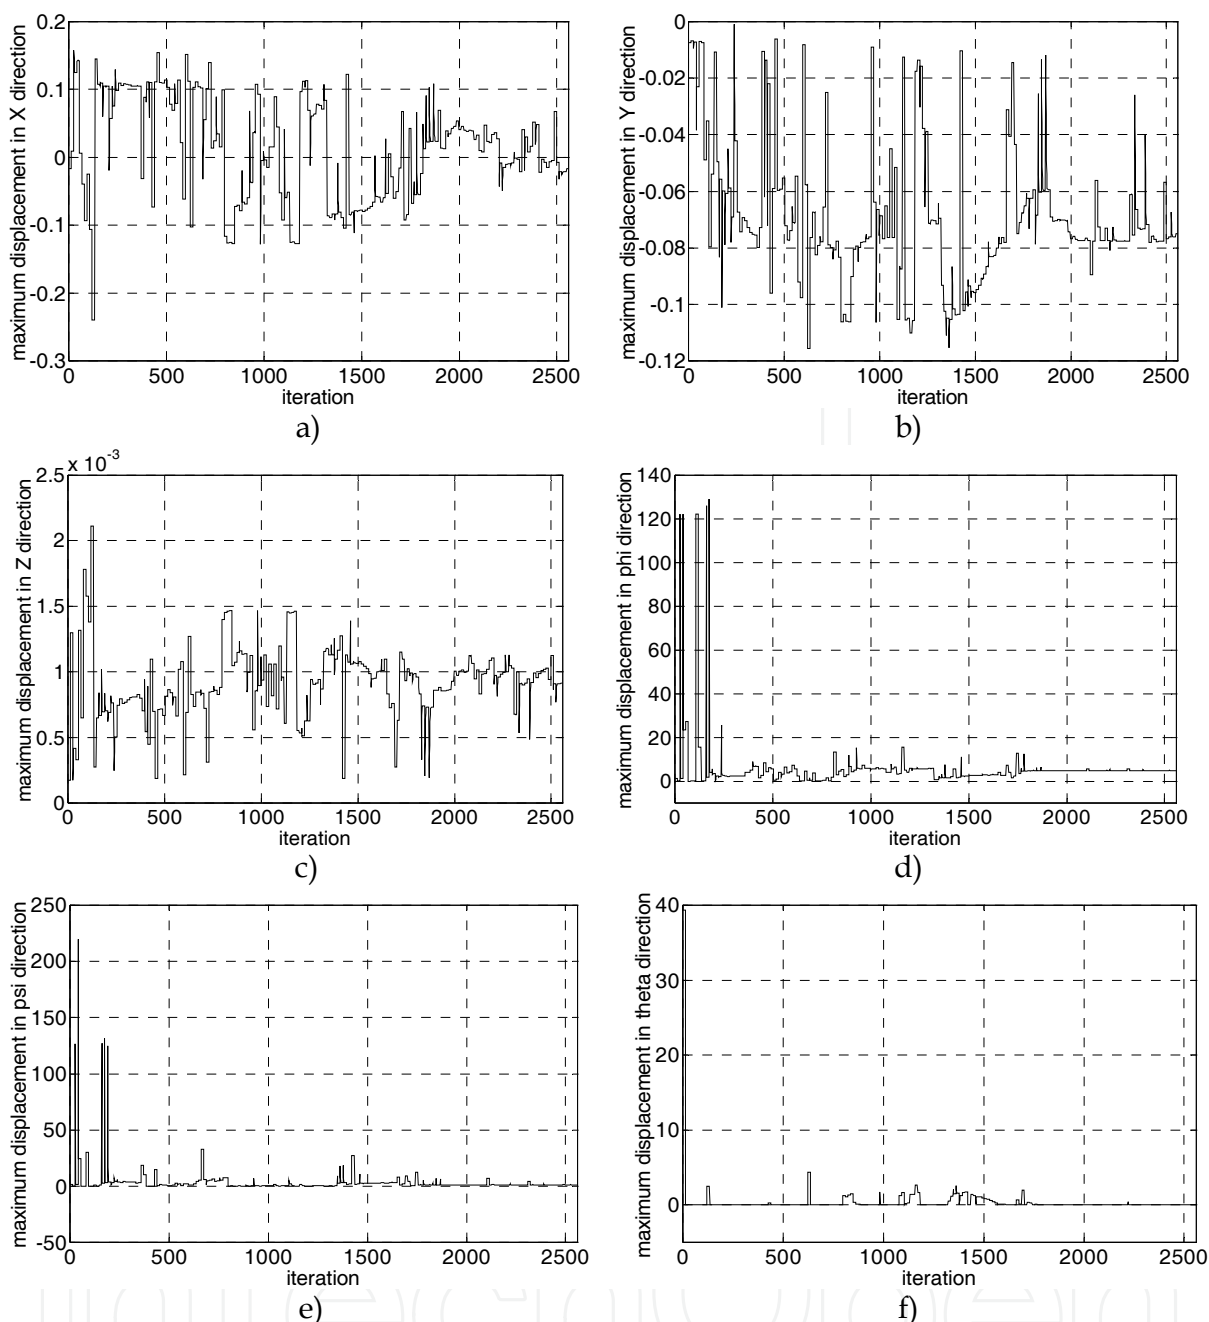 maximum displacement in X direction
0.2
0.1
0
-0.1
-0.2
-0.3
0 500 1000 1500 2000 2500
iteration
a)
maximum displacement in Y direction
0
-0.02
-0.04
-0.06
-0.08
-0.1
-0.12
0 500 1000 1500 2000 2500
iteration
b)
maximum displacement in Z direction
x 10-3
2.5
2
1.5
1
0.5
0
0 500 1000 1500 2000 2500
iteration
c)
maximum displacement in phi direction
140
120
100
80
60
40
20
0
-10
0 500 1000 1500 2000 2500
iteration
d)
maximum displacement in psi direction
250
200
150
100
50
0
-50
0 500 1000 1500 2000 2500
iteration
e)
maximum displacement in theta direction
40
30
20
10
0
-5
0 500 1000 1500 2000 2500
iteration
f)